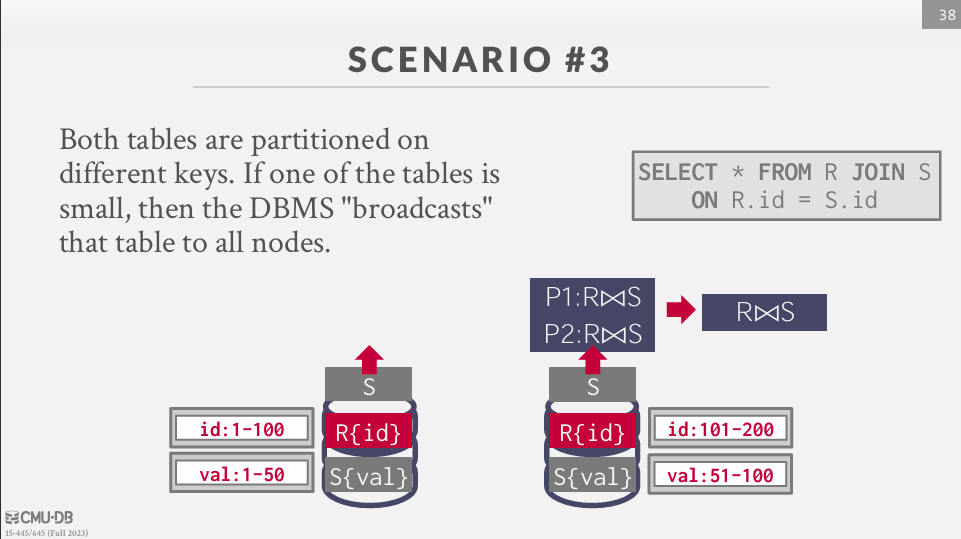 38
SCENARIO #3
Both tables are partitioned on
different keys. If one of the tables is
small, then the DBMS "broadcasts"
that table to all nodes.
SELECT * FROM R JOIN S
ON R.id = S.id
P1:R⋈S
P2:R⋈S
R⋈S
S
S
id:1-100
R{id}
R{id}
id:101-200
val:1-50
S{val}
S{val}
val:51-100
CMU·DB
15-445/645 (Fall 2023)